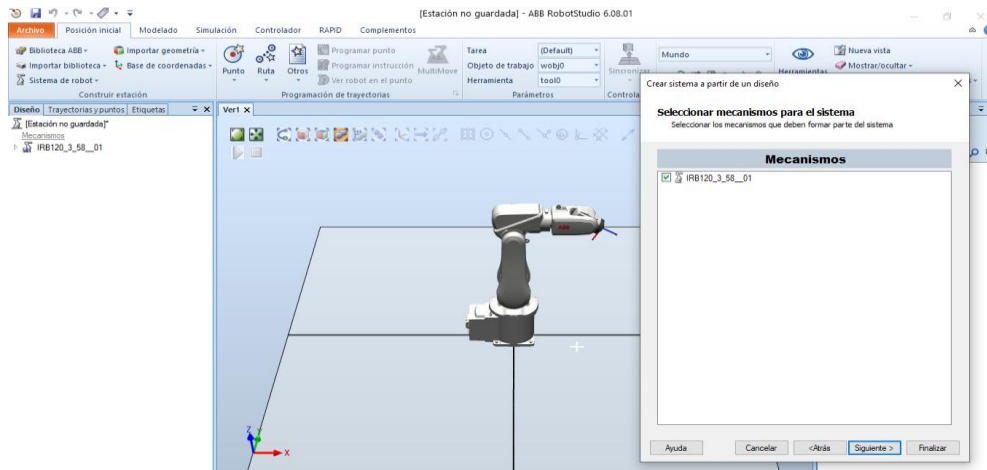 [Estación no guardada] - ABB RobotStudio 6.08.01
Archivo Posición inicial Modelado Simulación Controlador RAPID Complementos
Biblioteca ABB
Importar geometría
Importar biblioteca
Base de coordenadas
Sistema de robot
Construir estación
Punto Ruta Otros
Programar punto
Programar instrucción
Ver robot en el punto
MultiMove
Programación de trayectorias
Tarea (Default)
Objeto de trabajo wobj0
Herramienta tool0
Parámetros
Sincronizar
Controla
Mundo
Herramientas
Nueva vista
Mostrar/ocultar
Diseño Trayectorias y puntos Etiquetas
[Estación no guardada]*
Mecanismos
IRB120_3_58__01
Ver1
ABB
Z
Y
X
Crear sistema a partir de un diseño
Seleccionar mecanismos para el sistema
Seleccionar los mecanismos que deben formar parte del sistema
Mecanismos
IRB120_3_58__01
Ayuda Cancelar <Atrás Siguiente > Finalizar